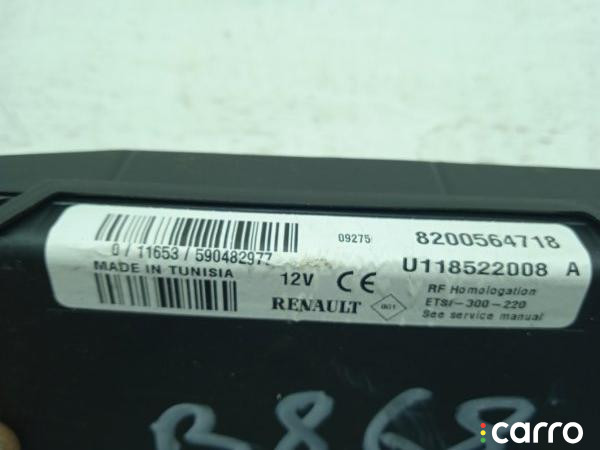 09275
8200564718
0 / 11653 / 590482977
U118522008 A
MADE IN TUNISIA
12V CE
RF Homologation
RENAULT
ETSI-300-220
See service manual
B868
carro